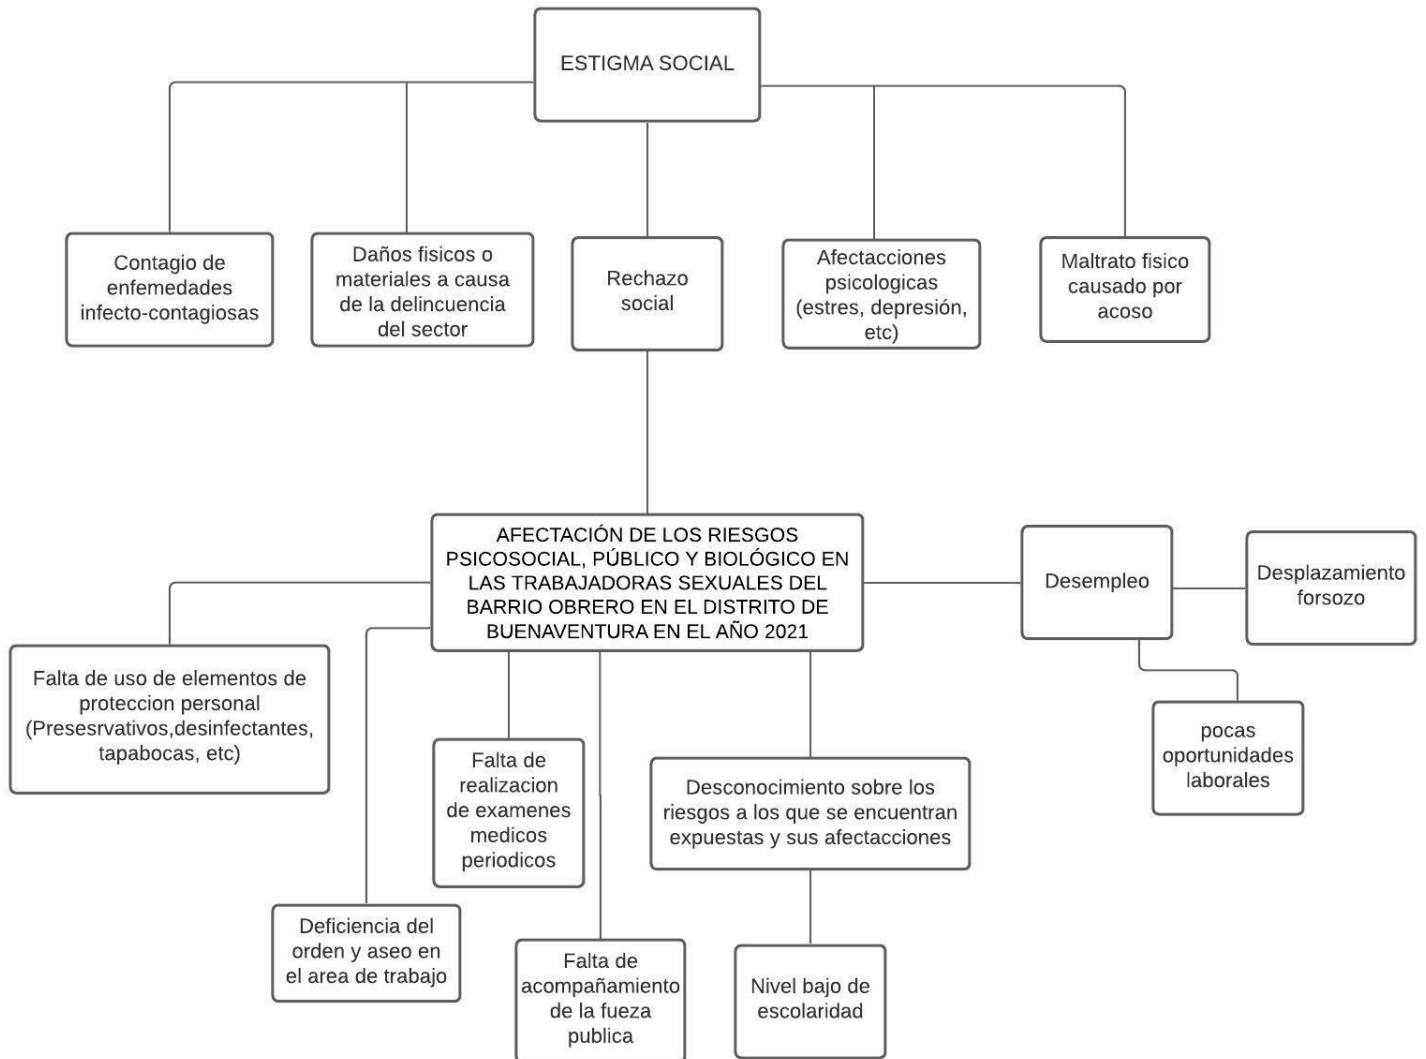 ESTIGMA SOCIAL
Contagio de
enfemedades
infecto-contagiosas
Daños fisicos o
materiales a causa
de la delincuencia
del sector
Rechazo
social
Afectacciones
psicologicas
(estres, depresión,
etc)
Maltrato fisico
causado por
acoso
AFECTACIÓN DE LOS RIESGOS
PSICOSOCIAL, PÚBLICO Y BIOLÓGICO EN
LAS TRABAJADORAS SEXUALES DEL
BARRIO OBRERO EN EL DISTRITO DE
BUENAVENTURA EN EL AÑO 2021
Desempleo
Desplazamiento
forsozo
Falta de uso de elementos de
proteccion personal
(Presesrvativos,desinfectantes,
tapabocas, etc)
pocas
oportunidades
laborales
Falta de
realizacion
de examenes
medicos
periodicos
Desconocimiento sobre los
riesgos a los que se encuentran
expuestas y sus afectacciones
Deficiencia del
orden y aseo en
el area de trabajo
Falta de
acompañamiento
de la fueza
publica
Nivel bajo de
escolaridad